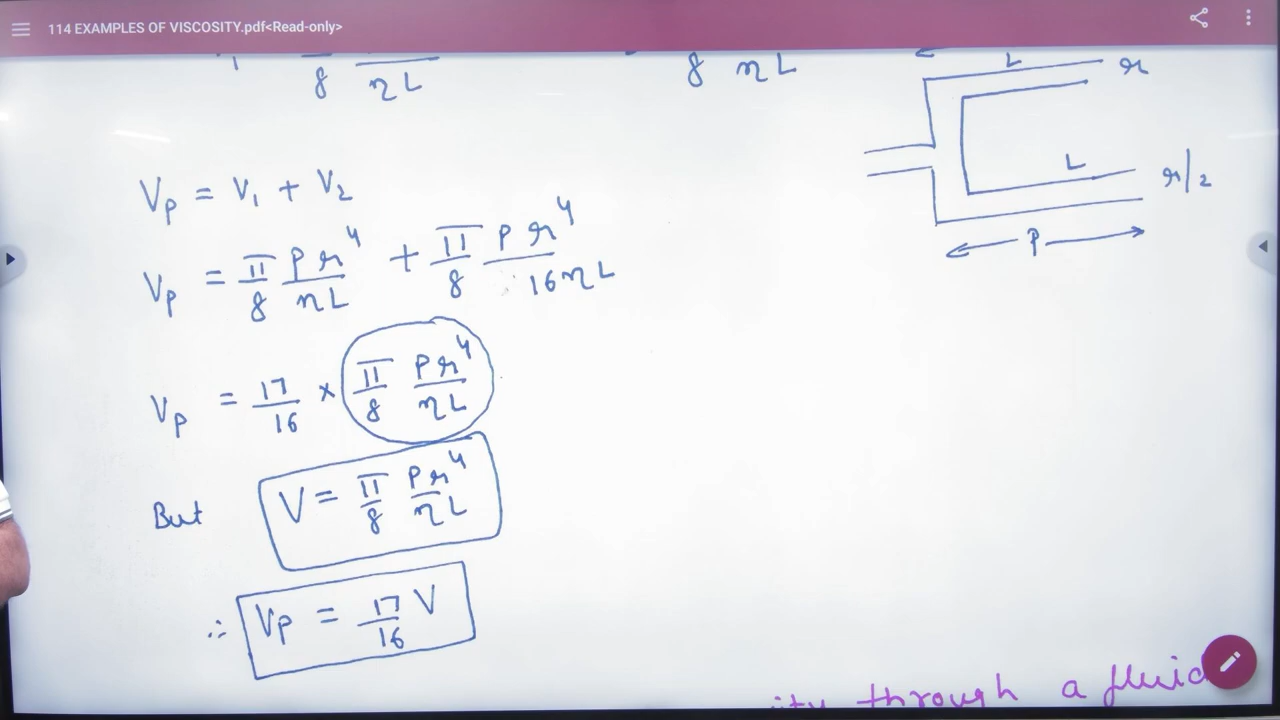 114 EXAMPLES OF VISCOSITY.pdf<Read-only>
8 ηL
8 ηL
L r
L r/2
P
Vp = V₁ + V₂
Vp = π/8 Pr⁴/ηL + π/8 Pr⁴/16ηL
Vp = 17/16 × π/8 Pr⁴/ηL
But V = π/8 Pr⁴/ηL
∴ Vp = 17/16 V
through a fluid